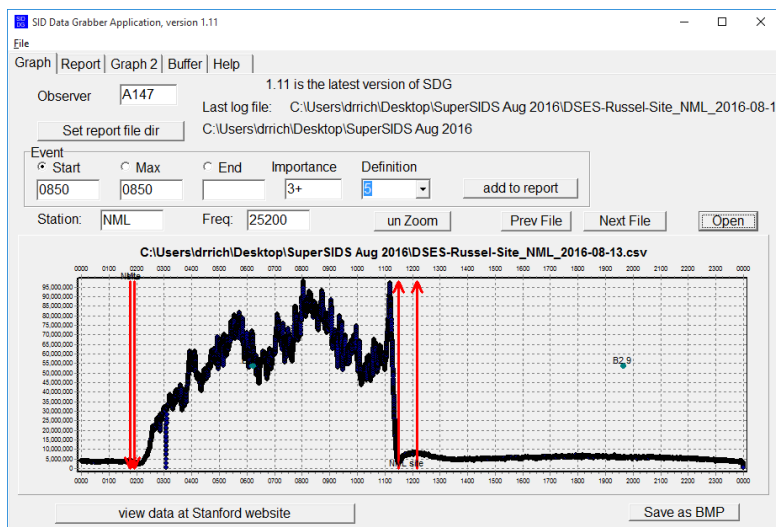 SID Data Grabber Application, version 1.11
File
Graph Report Graph 2 Buffer Help
Observer A147 1.11 is the latest version of SDG
Last log file: C:\Users\drrich\Desktop\SuperSIDS Aug 2016\DSES-Russel-Site_NML_2016-08-1
Set report file dir C:\Users\drrich\Desktop\SuperSIDS Aug 2016
Event
Start Max End Importance Definition
0850 0850 3+ 5 add to report
Station: NML Freq: 25200 un Zoom Prev File Next File Open
C:\Users\drrich\Desktop\SuperSIDS Aug 2016\DSES-Russel-Site_NML_2016-08-13.csv
0000 0100 0200 0300 0400 0500 0600 0700 0800 0900 1000 1100 1200 1300 1400 1500 1600 1700 1800 1900 2000 2100 2200 2300 0000
95,000,000
90,000,000
85,000,000
80,000,000
75,000,000
70,000,000
65,000,000
60,000,000
55,000,000
B2.9
50,000,000
45,000,000
40,000,000
35,000,000
30,000,000
25,000,000
20,000,000
15,000,000
10,000,000
5,000,000
0
0000 0100 0200 0300 0400 0500 0600 0700 0800 0900 1000 1100 1200 1300 1400 1500 1600 1700 1800 1900 2000 2100 2200 2300 0000
view data at Stanford website Save as BMP